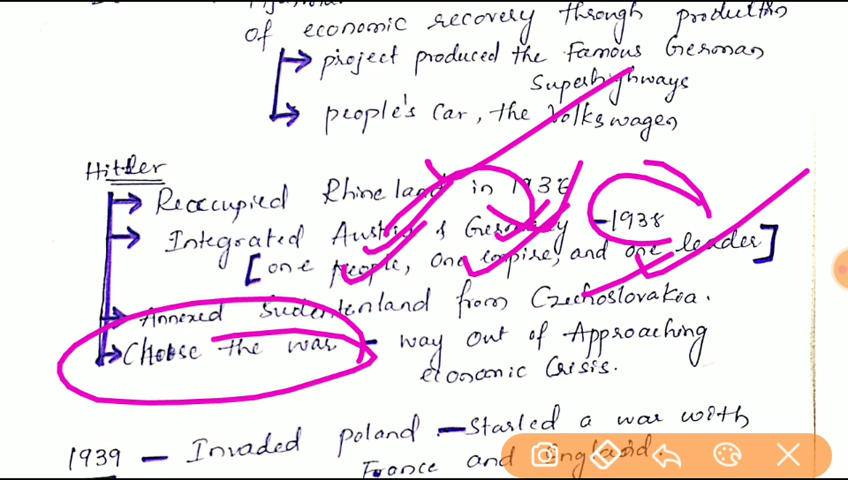 of economic recovery through production
project produced the Famous German
Superhighways
people's Car, the Volkswagen
Hitler
Reoccupied Rhineland in 1936
Integrated Austria & Germany - 1938
[one people, One empire, and one leader]
Annexed Sudentenland from Czechoslovakia.
Choose the war - way out of Approaching
economic Crisis.
1939 - Invaded poland - Started a war with
France and England.